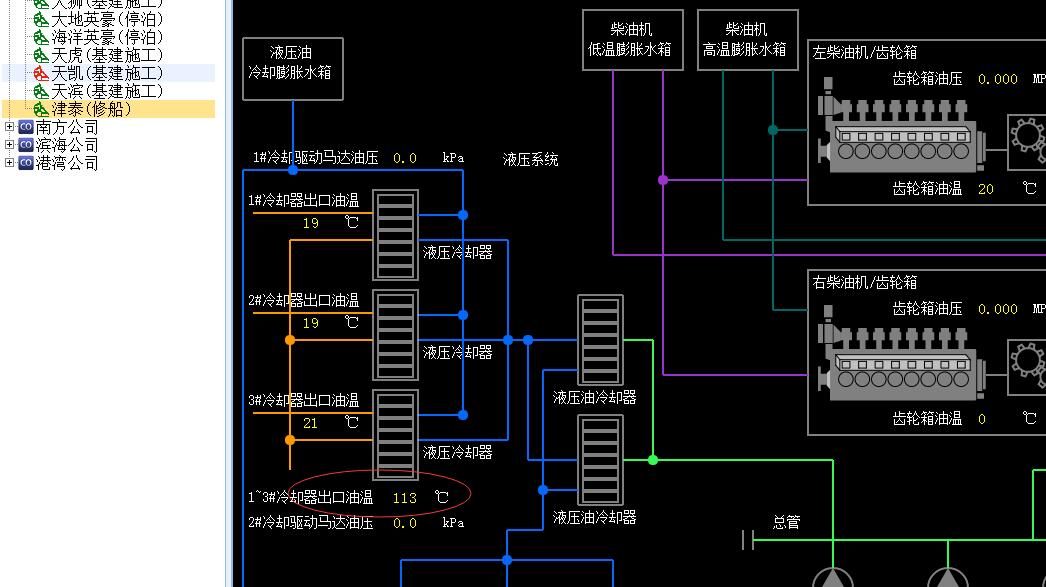 天狮(基建施工)
大地英豪(停泊)
海洋英豪(停泊)
天虎(基建施工)
天凯(基建施工)
天滨(基建施工)
津泰(修船)
CO 南方公司
CO 滨海公司
CO 港湾公司
液压油
冷却膨胀水箱
柴油机
低温膨胀水箱
柴油机
高温膨胀水箱
左柴油机/齿轮箱
齿轮箱油压 0.000 MP
齿轮箱油温 20 ℃
1#冷却驱动马达油压 0.0 kPa
液压系统
1#冷却器出口油温
19 ℃
液压冷却器
2#冷却器出口油温
19 ℃
液压冷却器
3#冷却器出口油温
21 ℃
液压冷却器
1~3#冷却器出口油温 113 ℃
2#冷却驱动马达油压 0.0 kPa
液压油冷却器
液压油冷却器
右柴油机/齿轮箱
齿轮箱油压 0.000 MP
齿轮箱油温 0 ℃
总管